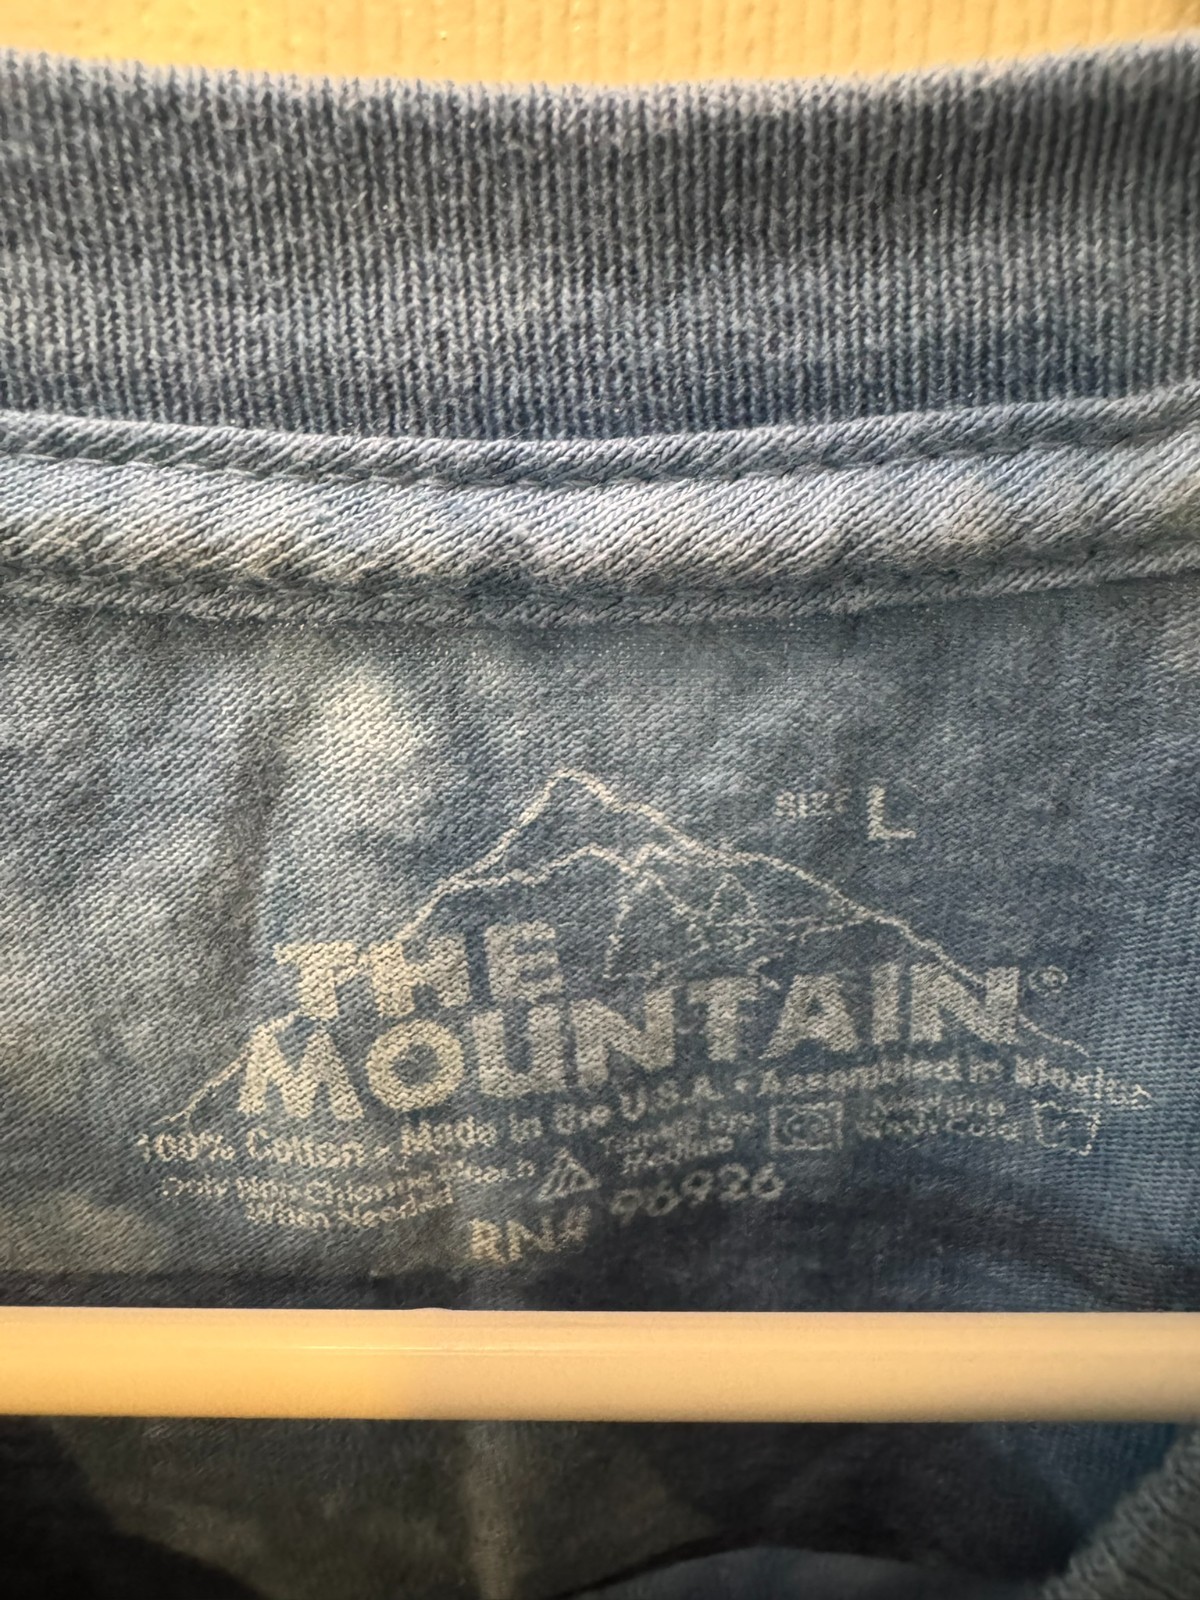 SIZE L
THE
MOUNTAIN®
100% Cotton • Made in the U.S.A. • Assembled in Mexico
Only Non-Chlorine Bleach
When Needed
Tumble Dry
Medium
Machine
Wash Cold
RN# 96926